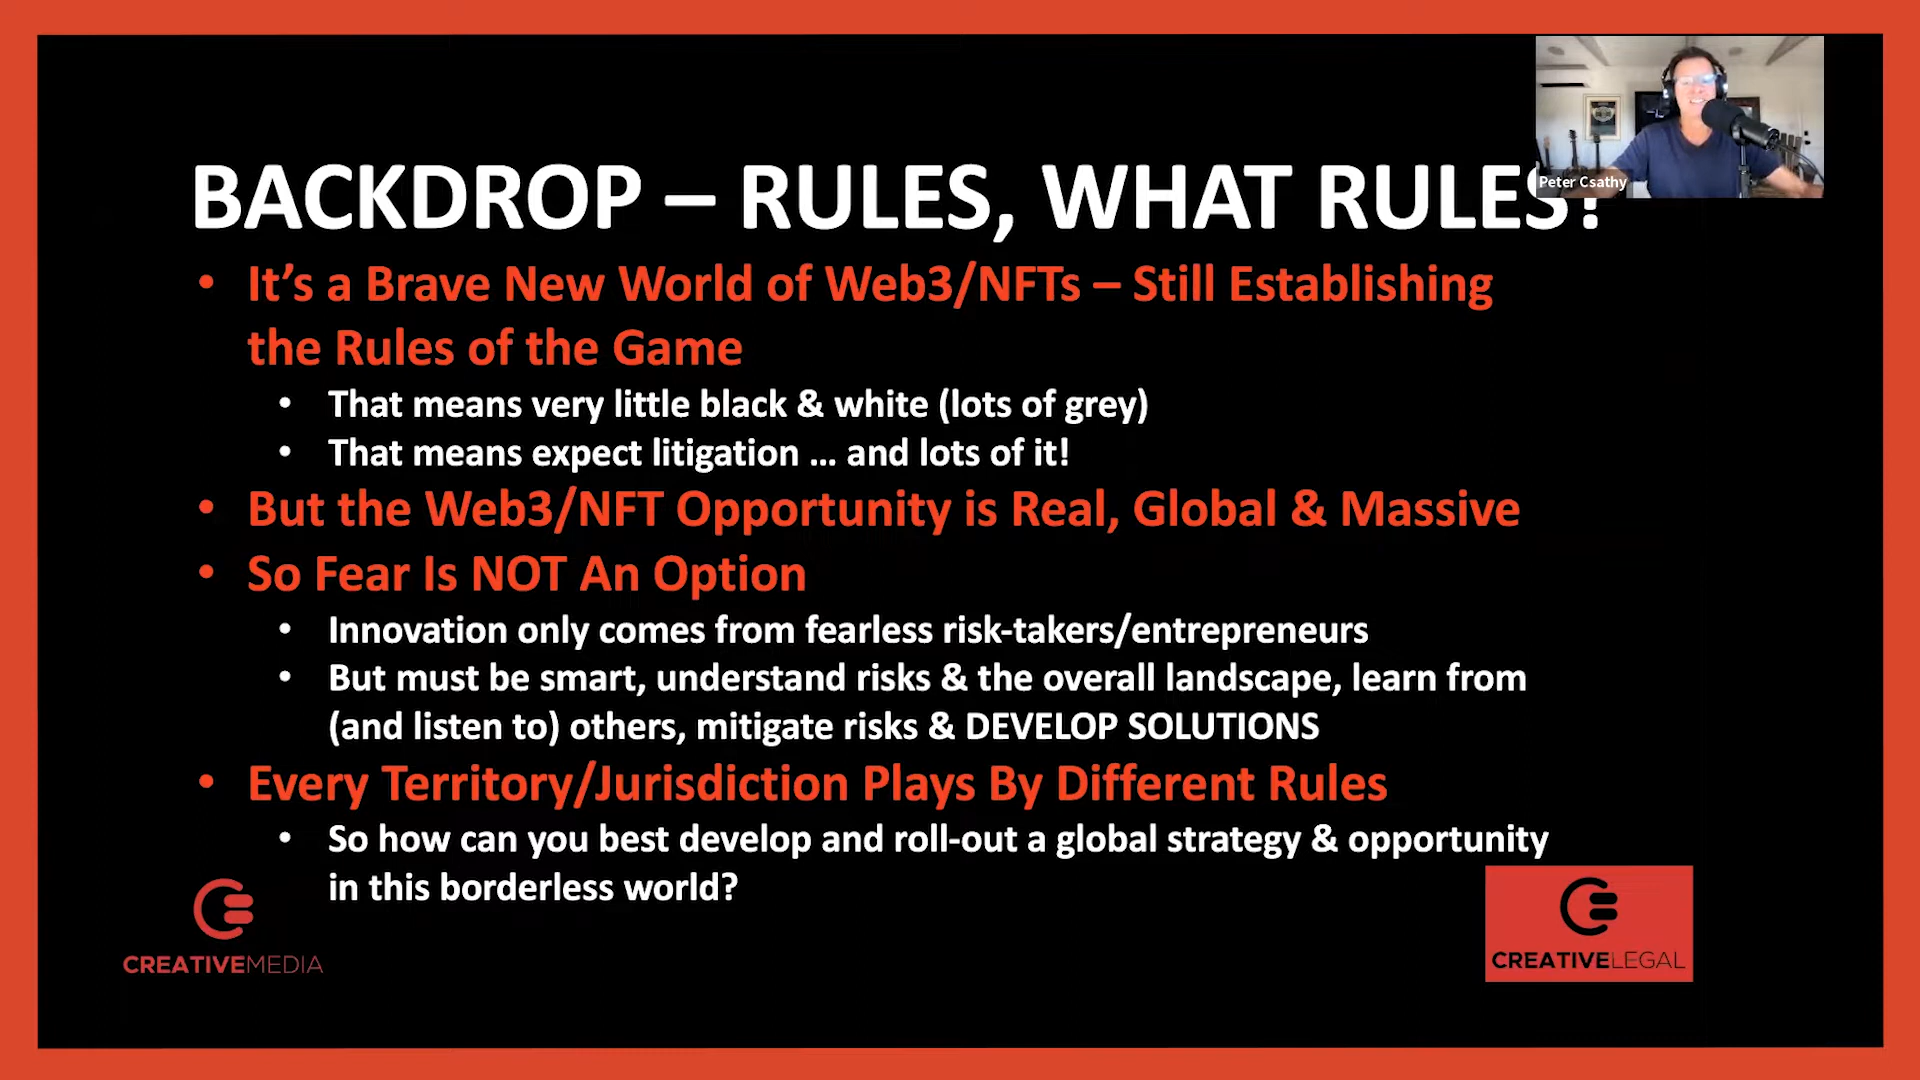 BACKDROP – RULES, WHAT RULES?
Peter Csathy
• It’s a Brave New World of Web3/NFTs – Still Establishing
the Rules of the Game
• That means very little black & white (lots of grey)
• That means expect litigation ... and lots of it!
• But the Web3/NFT Opportunity is Real, Global & Massive
• So Fear Is NOT An Option
• Innovation only comes from fearless risk-takers/entrepreneurs
• But must be smart, understand risks & the overall landscape, learn from
(and listen to) others, mitigate risks & DEVELOP SOLUTIONS
• Every Territory/Jurisdiction Plays By Different Rules
• So how can you best develop and roll-out a global strategy & opportunity
in this borderless world?
CREATIVEMEDIA
CREATIVELEGAL